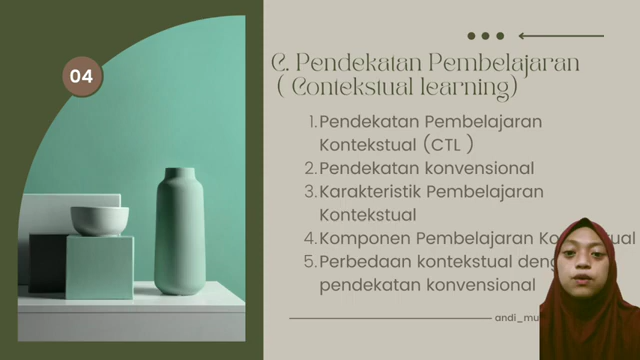 04
C. Pendekatan Pembelajaran
( Contekstual learning)
1. Pendekatan Pembelajaran
Kontekstual (CTL )
2. Pendekatan konvensional
3. Karakteristik Pembelajaran
Kontekstual
4. Komponen Pembelajaran
5. Perbedaan kontekstual
pendekatan konvensional